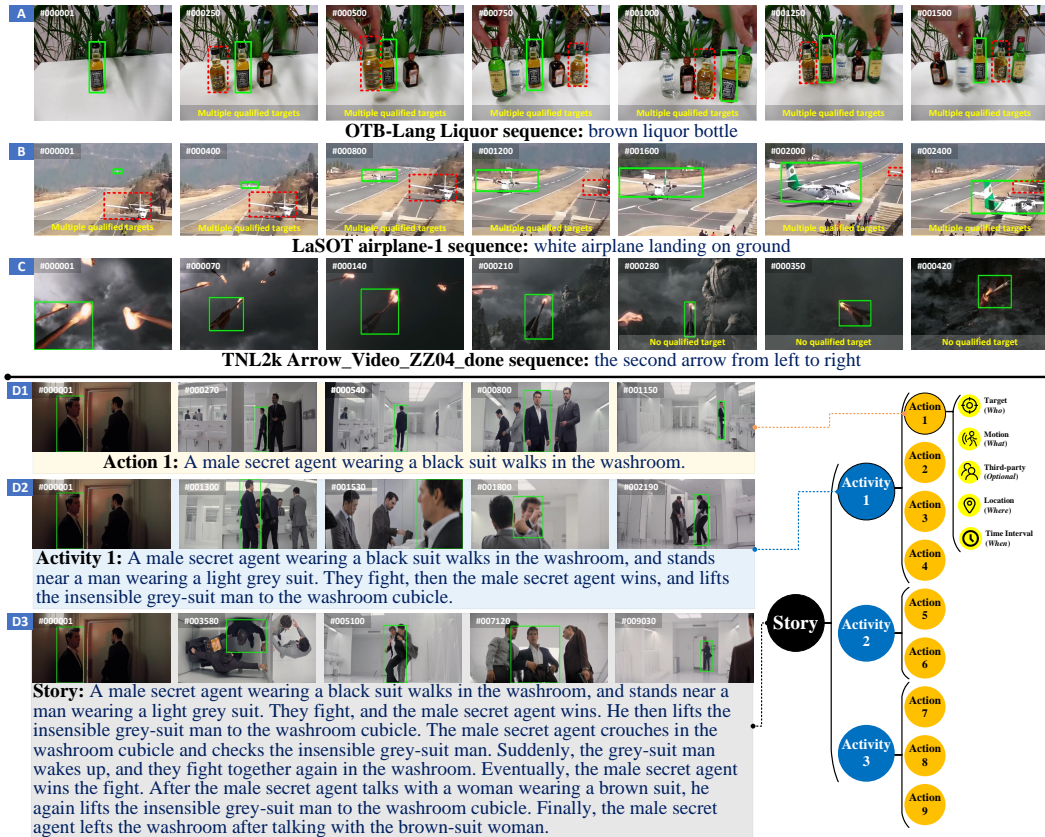 A
#000001
#000250
#000500
#000750
#001000
#001250
#001500
Multiple qualified targets
Multiple qualified targets
Multiple qualified targets
Multiple qualified targets
Multiple qualified targets
Multiple qualified targets
OTB-Lang Liquor sequence: brown liquor bottle
B
#000001
#000400
#000800
#001200
#001600
#002000
#002400
Multiple qualified targets
Multiple qualified targets
Multiple qualified targets
Multiple qualified targets
Multiple qualified targets
Multiple qualified targets
LaSOT airplane-1 sequence: white airplane landing on ground
C
#000001
#000070
#000140
#000210
#000280
#000350
#000420
No qualified target
No qualified target
No qualified target
TNL2k Arrow_Video_ZZ04_done sequence: the second arrow from left to right
D1
#000001
#000270
#000540
#000800
#001150
Action 1: A male secret agent wearing a black suit walks in the washroom.
D2
#000001
#001300
#001530
#001800
#002190
Activity 1: A male secret agent wearing a black suit walks in the washroom, and stands
near a man wearing a light grey suit. They fight, then the male secret agent wins, and lifts
the insensible grey-suit man to the washroom cubicle.
D3
#000001
#003580
#005100
#007120
#009030
Story: A male secret agent wearing a black suit walks in the washroom, and stands near a
man wearing a light grey suit. They fight, and the male secret agent wins. He then lifts the
insensible grey-suit man to the washroom cubicle. The male secret agent crouches in the
washroom cubicle and checks the insensible grey-suit man. Suddenly, the grey-suit man
wakes up, and they fight together again in the washroom. Eventually, the male secret agent
wins the fight. After the male secret agent talks with a woman wearing a brown suit, he
again lifts the insensible grey-suit man to the washroom cubicle. Finally, the male secret
agent lefts the washroom after talking with the brown-suit woman.
Story
Activity
1
Activity
2
Activity
3
Action
1
Action
2
Action
3
Action
4
Action
5
Action
6
Action
7
Action
8
Action
9
Target
(Who)
Motion
(What)
Third-party
(Optional)
Location
(Where)
Time Interval
(When)